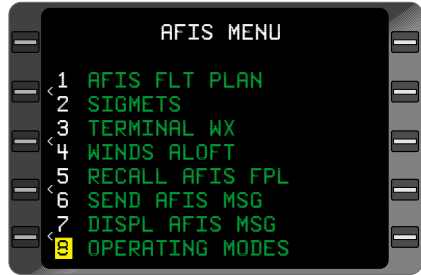 AFIS MENU
1 AFIS FLT PLAN
2 SIGMETS
3 TERMINAL WX
4 WINDS ALOFT
5 RECALL AFIS FPL
6 SEND AFIS MSG
7 DISPL AFIS MSG
8 OPERATING MODES